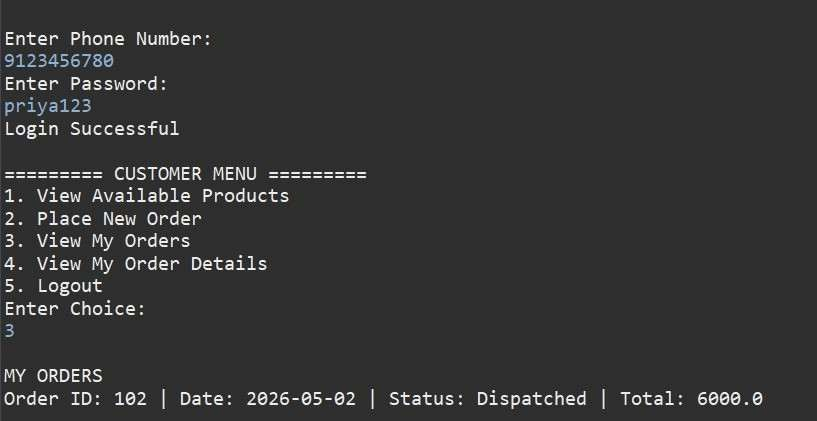 Enter Phone Number:
9123456780
Enter Password:
priya123
Login Successful
========= CUSTOMER MENU =========
1. View Available Products
2. Place New Order
3. View My Orders
4. View My Order Details
5. Logout
Enter Choice:
3
MY ORDERS
Order ID: 102 | Date: 2026-05-02 | Status: Dispatched | Total: 6000.0